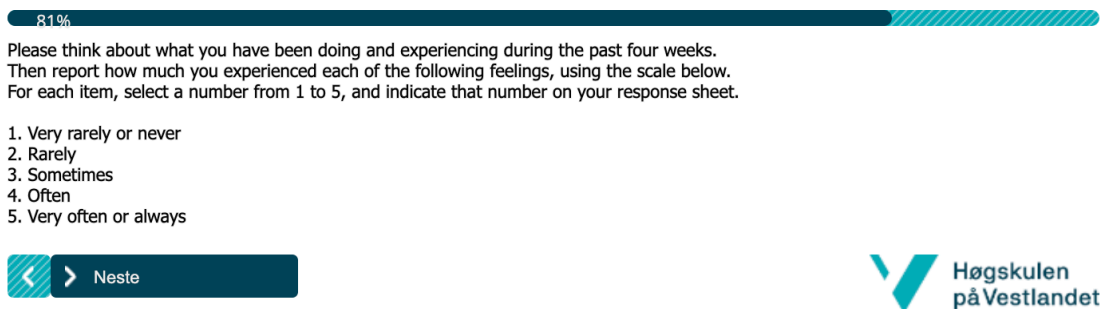 81%
Please think about what you have been doing and experiencing during the past four weeks.
Then report how much you experienced each of the following feelings, using the scale below.
For each item, select a number from 1 to 5, and indicate that number on your response sheet.
1. Very rarely or never
2. Rarely
3. Sometimes
4. Often
5. Very often or always
Neste
Høgskulen
på Vestlandet